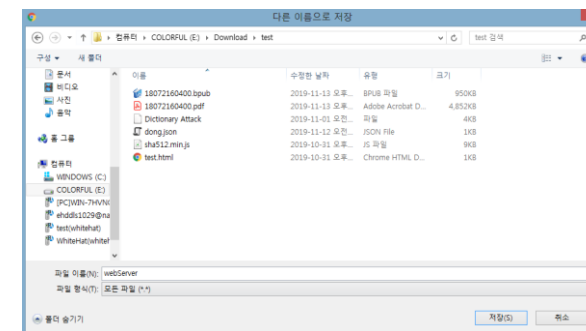 다른 이름으로 저장
컴퓨터 › COLORFUL (E:) › Download › test
test 검색
구성 새 폴더
문서
비디오
사진
음악
홈 그룹
컴퓨터
WINDOWS (C:)
COLORFUL (E:)
[PC]WIN-7HVN
ehddls1029@na
test(whitehat)
WhiteHat(whiteh
이름 수정한 날짜 유형 크기
18072160400.bpub 2019-11-13 오후... BPUB 파일 950KB
18072160400.pdf 2019-11-13 오후... Adobe Acrobat D... 4,852KB
Dictionary Attack 2019-11-01 오전... 파일 4KB
dong.json 2019-11-12 오전... JSON File 1KB
sha512.min.js 2019-10-31 오후... JS 파일 9KB
test.html 2019-10-31 오후... Chrome HTML D... 1KB
파일 이름(N): webServer
파일 형식(T): 모든 파일 (*.*)
폴더 숨기기
저장(S) 취소